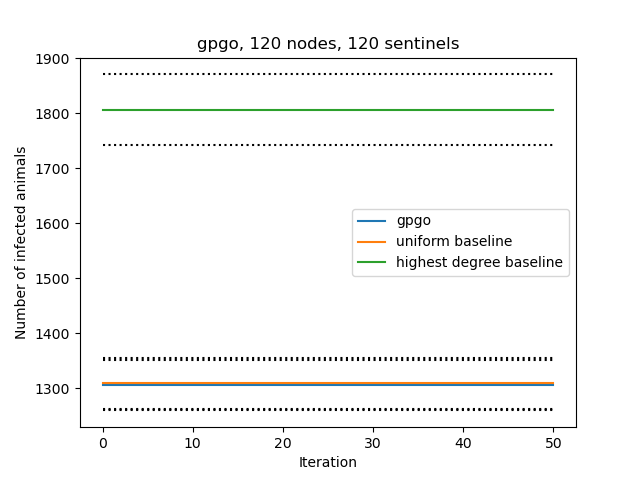 gpgo, 120 nodes, 120 sentinels
1900
1800
1700
1600
1500
1400
1300
Number of infected animals
gpgo
uniform baseline
highest degree baseline
0 10 20 30 40 50
Iteration